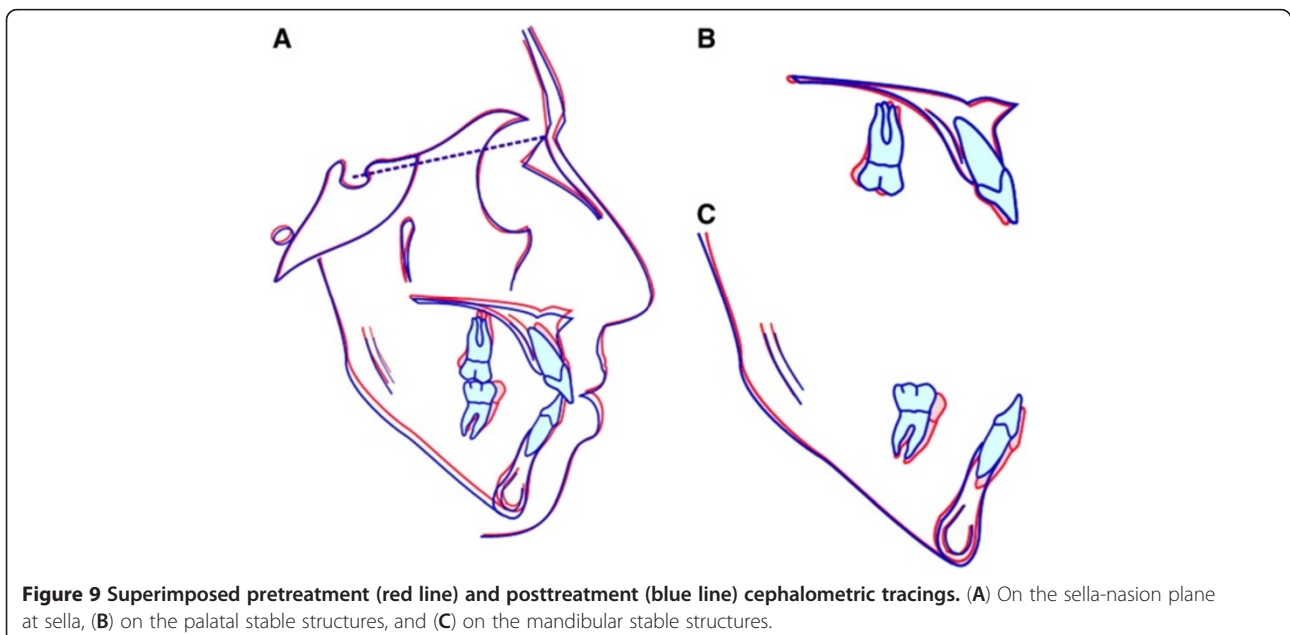 A
B
C
Figure 9 Superimposed pretreatment (red line) and posttreatment (blue line) cephalometric tracings. (A) On the sella-nasion plane
at sella, (B) on the palatal stable structures, and (C) on the mandibular stable structures.